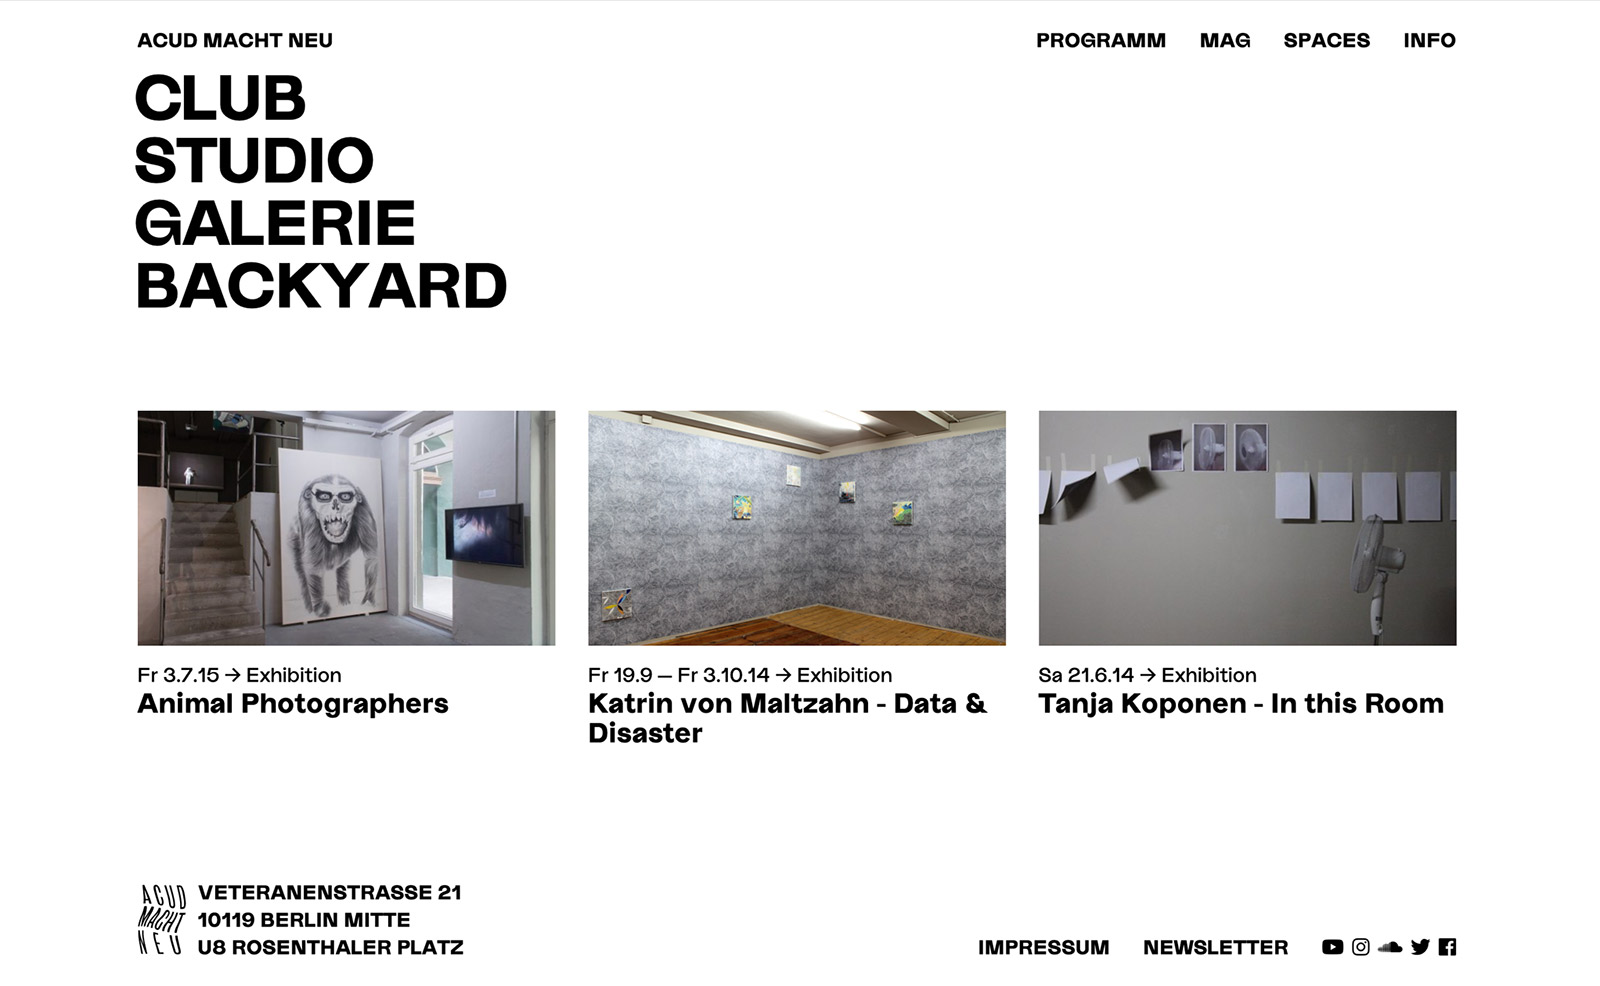 ACUD MACHT NEU
PROGRAMM MAG SPACES INFO
CLUB
STUDIO
GALERIE
BACKYARD
Fr 3.7.15 → Exhibition
Animal Photographers
Fr 19.9 — Fr 3.10.14 → Exhibition
Katrin von Maltzahn - Data &
Disaster
Sa 21.6.14 → Exhibition
Tanja Koponen - In this Room
ACUD
MACHT
NEU
VETERANENSTRASSE 21
10119 BERLIN MITTE
U8 ROSENTHALER PLATZ
IMPRESSUM NEWSLETTER